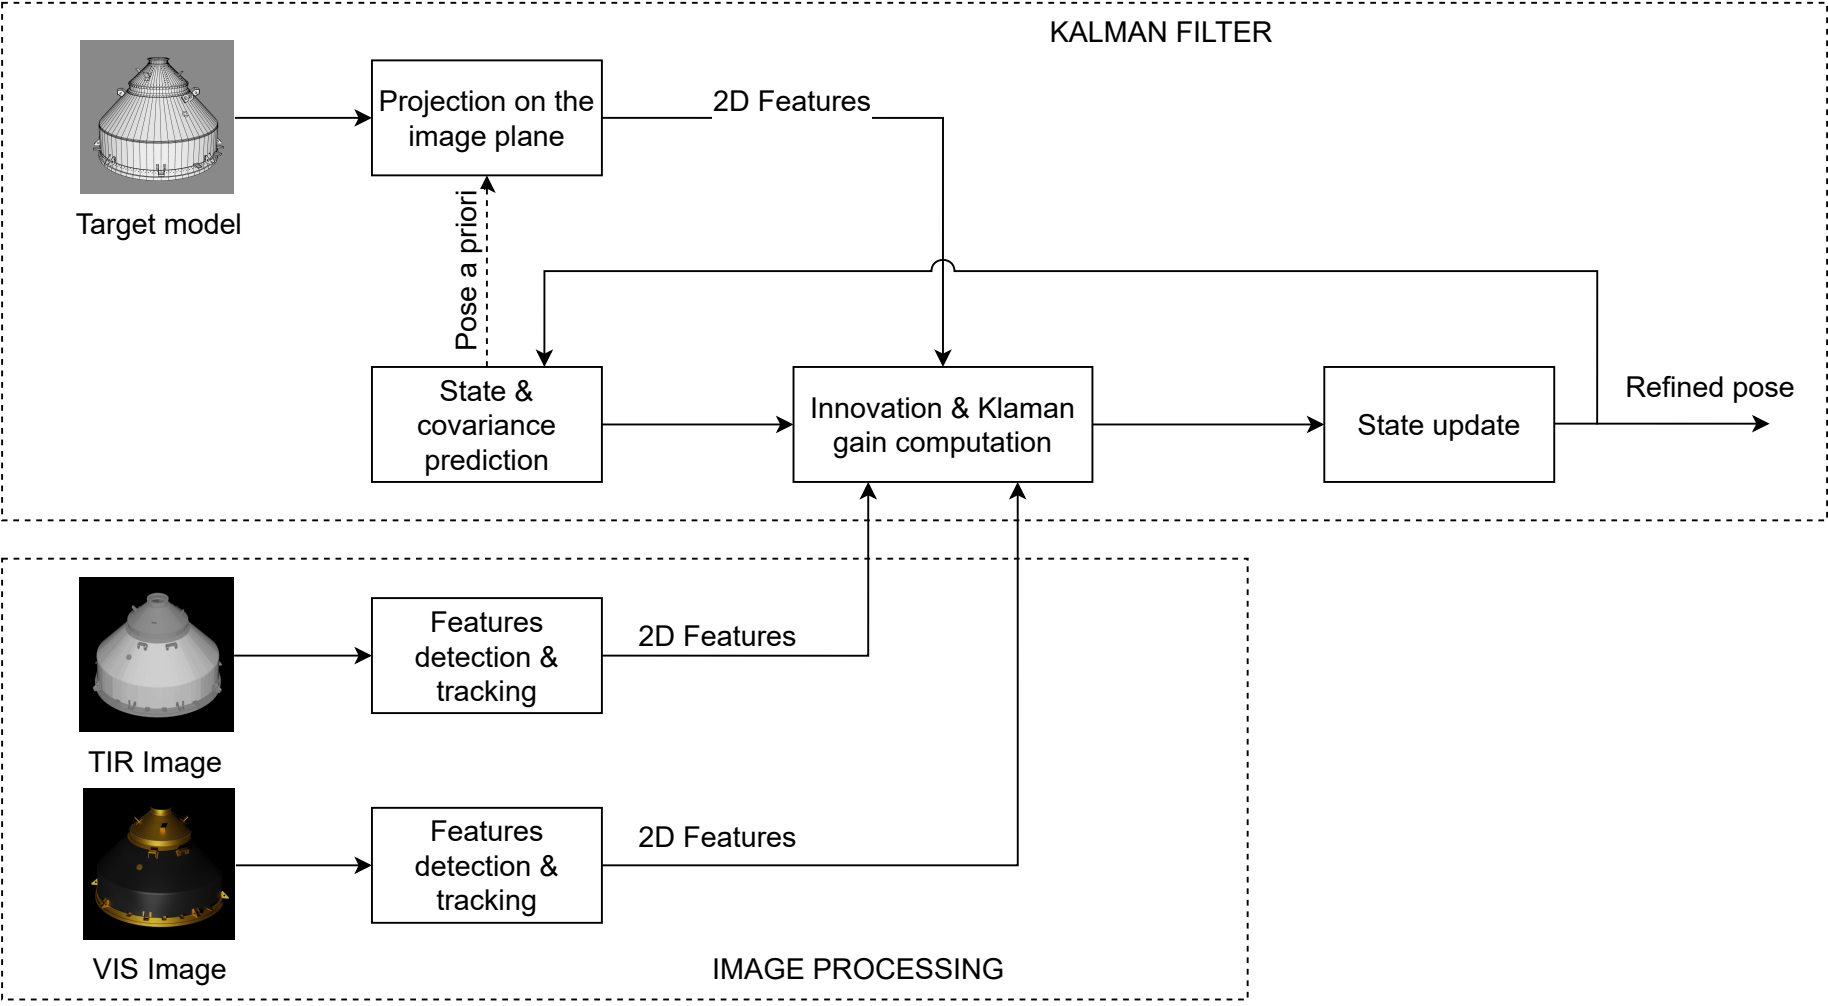 KALMAN FILTER
Projection on the
image plane
2D Features
Target model
Pose a priori
State &
covariance
prediction
Innovation & Klaman
gain computation
State update
Refined pose
Features
detection &
tracking
2D Features
TIR Image
Features
detection &
tracking
2D Features
VIS Image
IMAGE PROCESSING